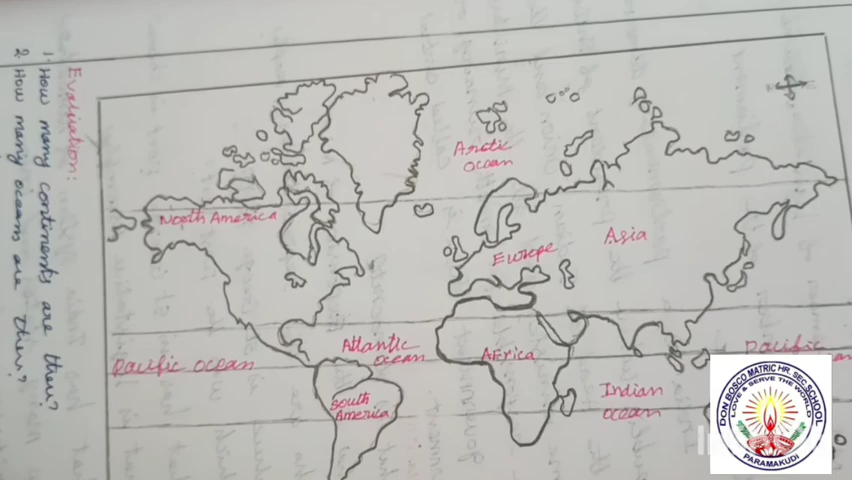 Evaluation:
1. How many continents are there?
2. How many oceans are there?
Arctic
ocean
North America
Europe
Asia
Atlantic
ocean
Pacific ocean
AFrica
Pacific
South
America
Indian
ocean
DON BOSCO MATRIC HR. SEC SCHOOL
LOVE & SERVE THE WORLD
PARAMAKUDI